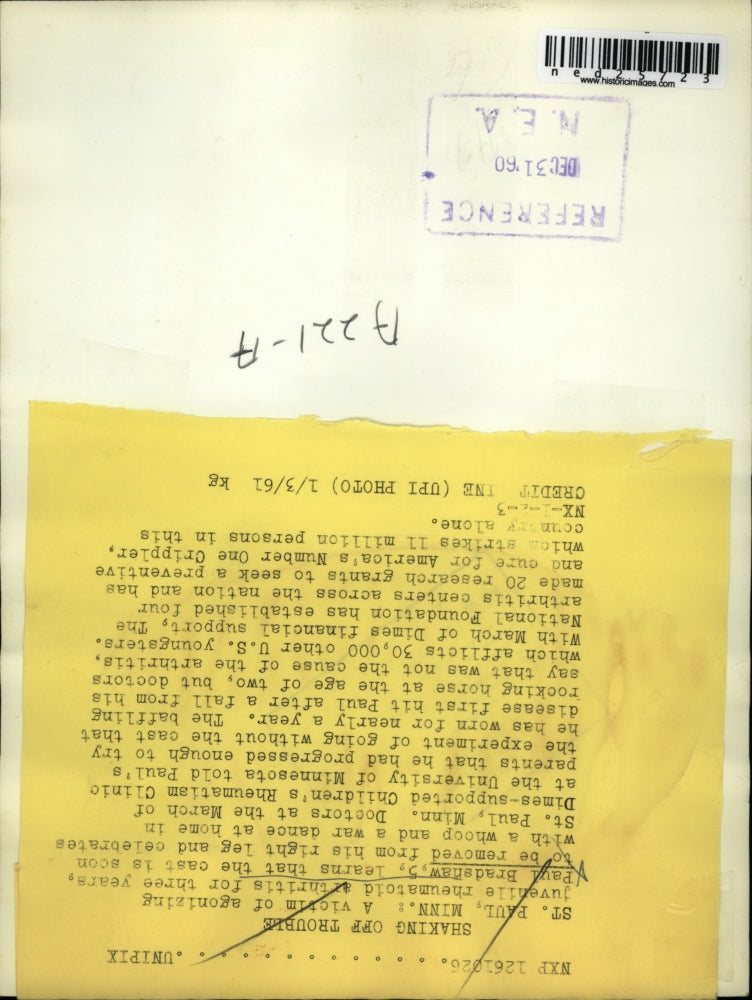 ned25723
www.historicimages.com
REFERENCE
DEC 31 '60
N. E. A.
A221-A
NXP 1261026. . . . . . . . . . . . . .UNIPIX
SHAKING OFF TROUBLE
ST. PAUL, MINN.: A victim of agonizing
juvenile rheumatoid arthritis for three years,
Paul Bradshaw, 5, learns that the cast is soon
to be removed from his right leg and celebrates
with a whoop and a war dance at home in
St. Paul, Minn. Doctors at the March of
Dimes-supported Children's Rheumatism Clinic
at the University of Minnesota told Paul's
parents that he had progressed enough to try
the experiment of going without the cast that
he has worn for nearly a year. The baffling
disease first hit Paul after a fall from his
rocking horse at the age of two, but doctors
say that was not the cause of the arthritis,
which afflicts 30,000 other U.S. youngsters.
With March of Dimes financial support, The
National Foundation has established four
arthritis centers across the nation and has
made 20 research grants to seek a preventive
and cure for America's Number One Crippler,
which strikes 11 million persons in this
country alone.
CREDIT INE (UPI PHOTO) 1/3/61 kg